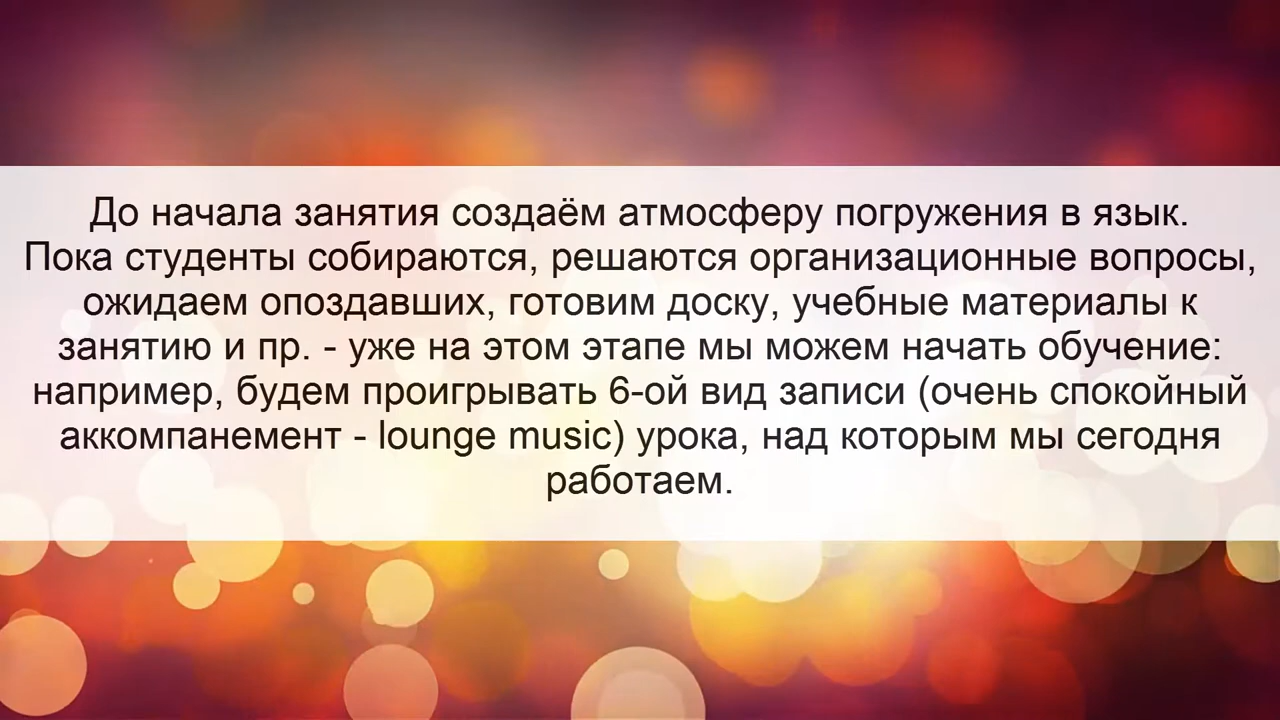 До начала занятия создаём атмосферу погружения в язык.
Пока студенты собираются, решаются организационные вопросы,
ожидаем опоздавших, готовим доску, учебные материалы к
занятию и пр. - уже на этом этапе мы можем начать обучение:
например, будем проигрывать 6-ой вид записи (очень спокойный
аккомпанемент - lounge music) урока, над которым мы сегодня
работаем.